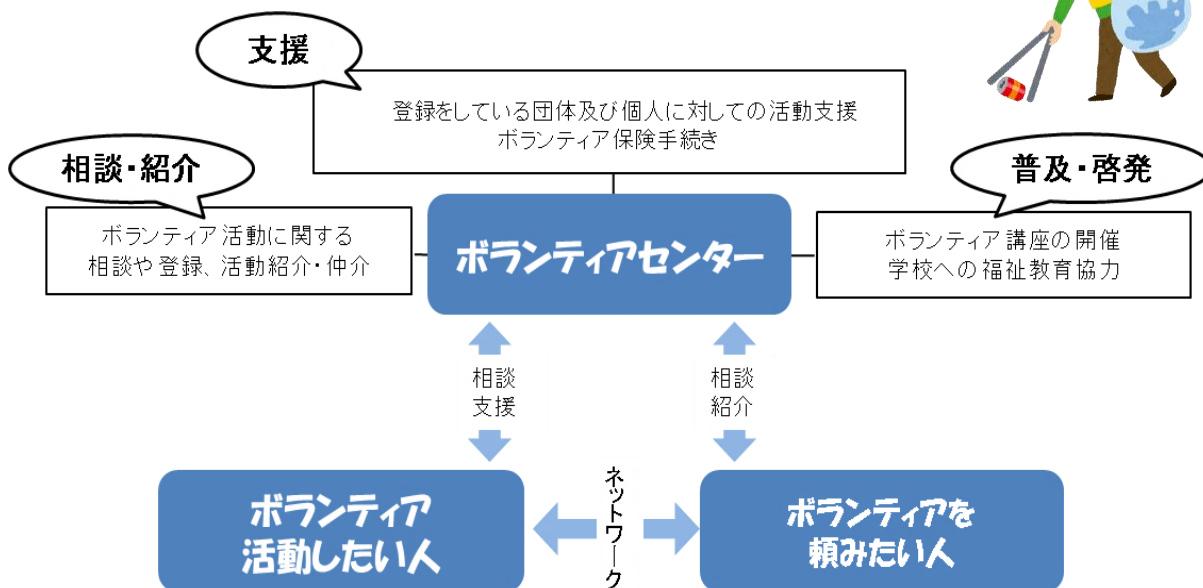 支援
登録をしている団体及び個人に対しての活動支援
ボランティア保険手続き
相談・紹介
ボランティア活動に関する
相談や登録、活動紹介・仲介
普及・啓発
ボランティア講座の開催
学校への福祉教育協力
ボランティアセンター
相談
支援
相談
紹介
ボランティア
活動したい人
ネットワーク
ボランティアを
頼みたい人